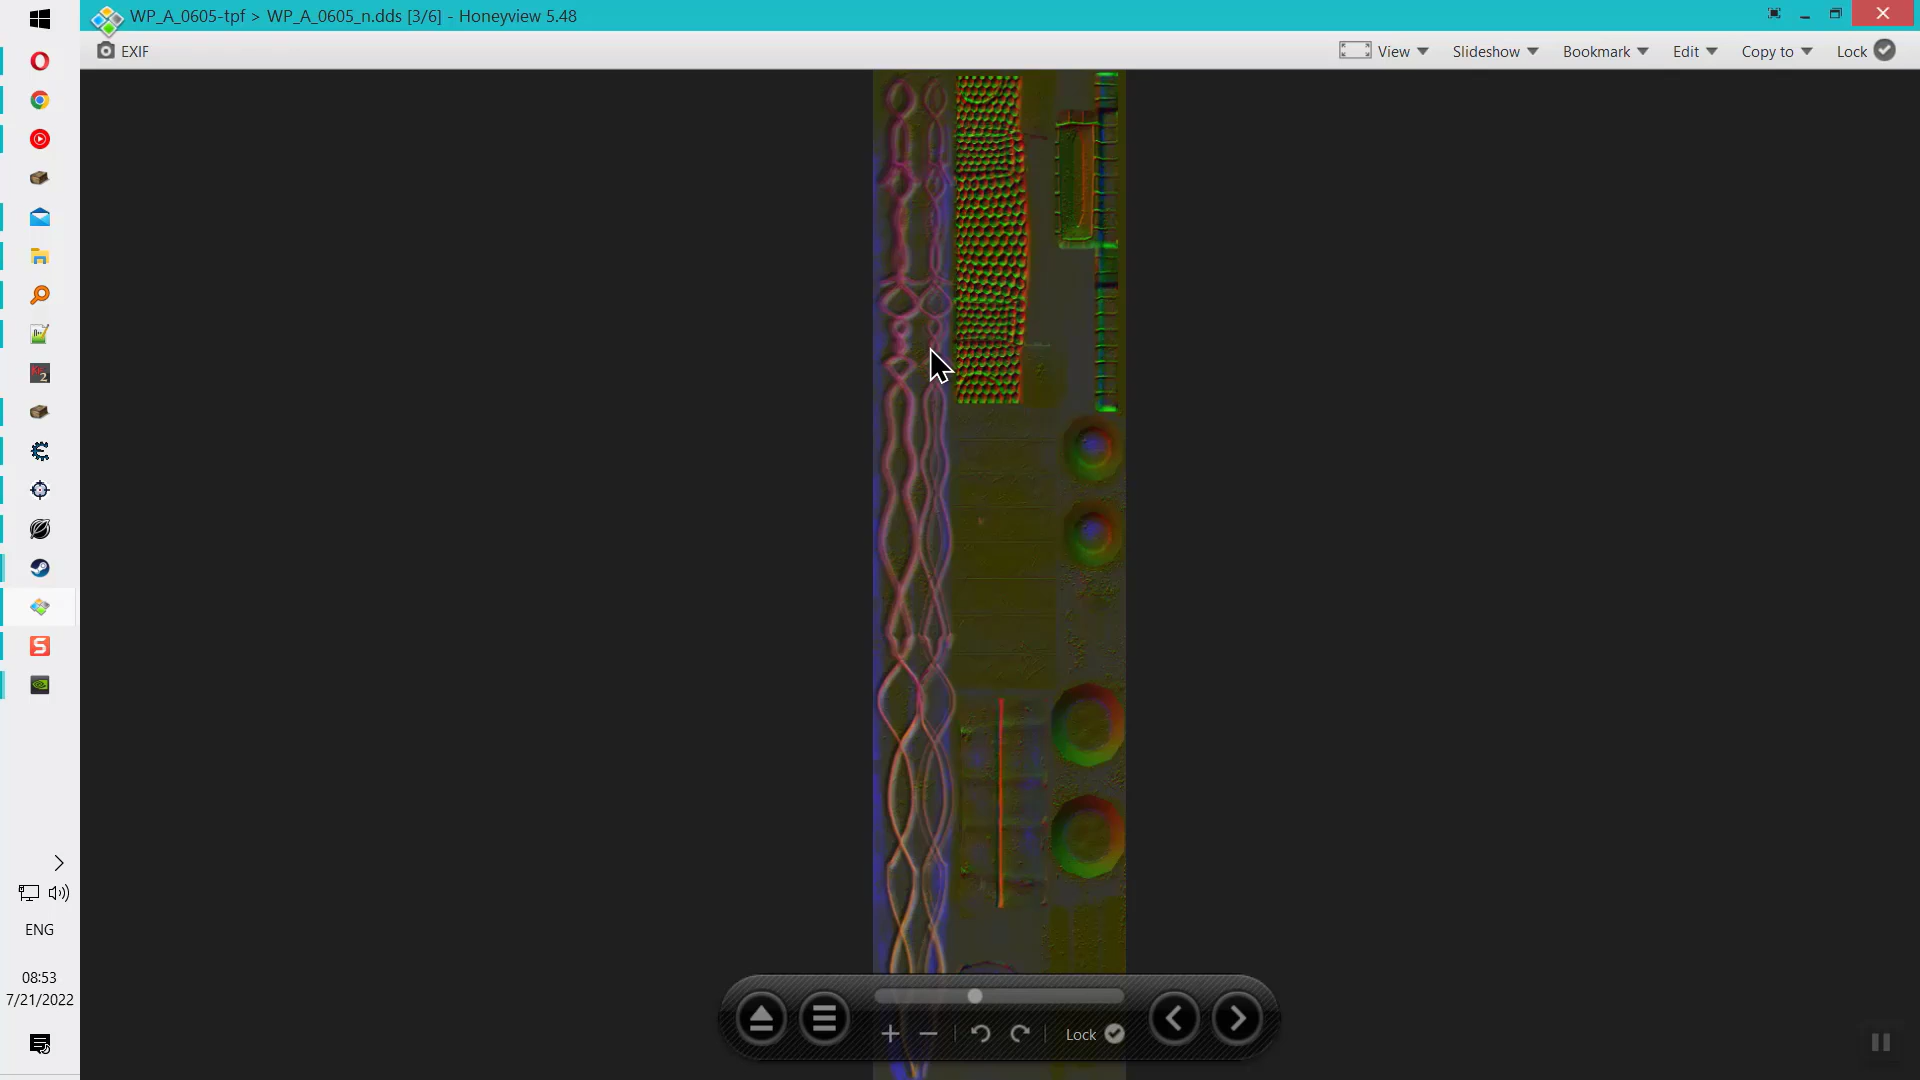 WP_A_0605-tpf > WP_A_0605_n.dds [3/6] - Honeyview 5.48
EXIF
View
Slideshow
Bookmark
Edit
Copy to
Lock
2
S
ENG
08:53
7/21/2022
Lock